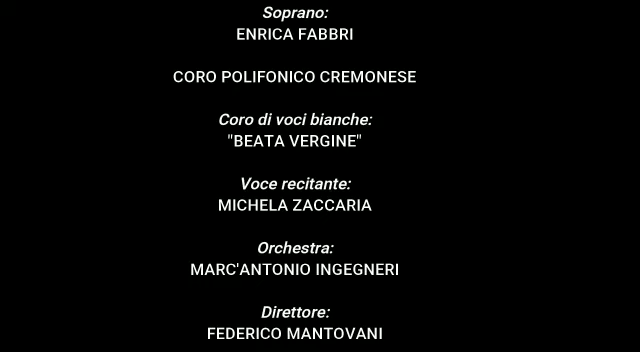 Soprano:
ENRICA FABBRI
CORO POLIFONICO CREMONESE
Coro di voci bianche:
"BEATA VERGINE"
Voce recitante:
MICHELA ZACCARIA
Orchestra:
MARC'ANTONIO INGEGNERI
Direttore:
FEDERICO MANTOVANI